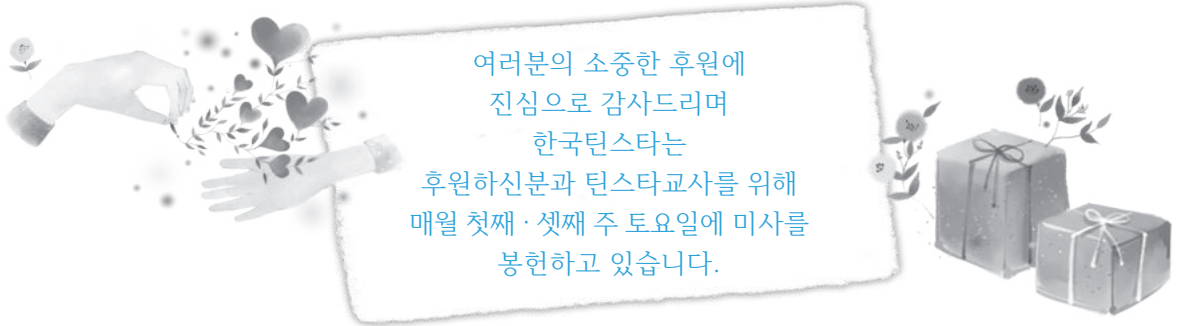 여러분의 소중한 후원에
진심으로 감사드리며
한국틴스타는
후원하신분과 틴스타교사를 위해
매월 첫째 · 셋째 주 토요일에 미사를
봉헌하고 있습니다.